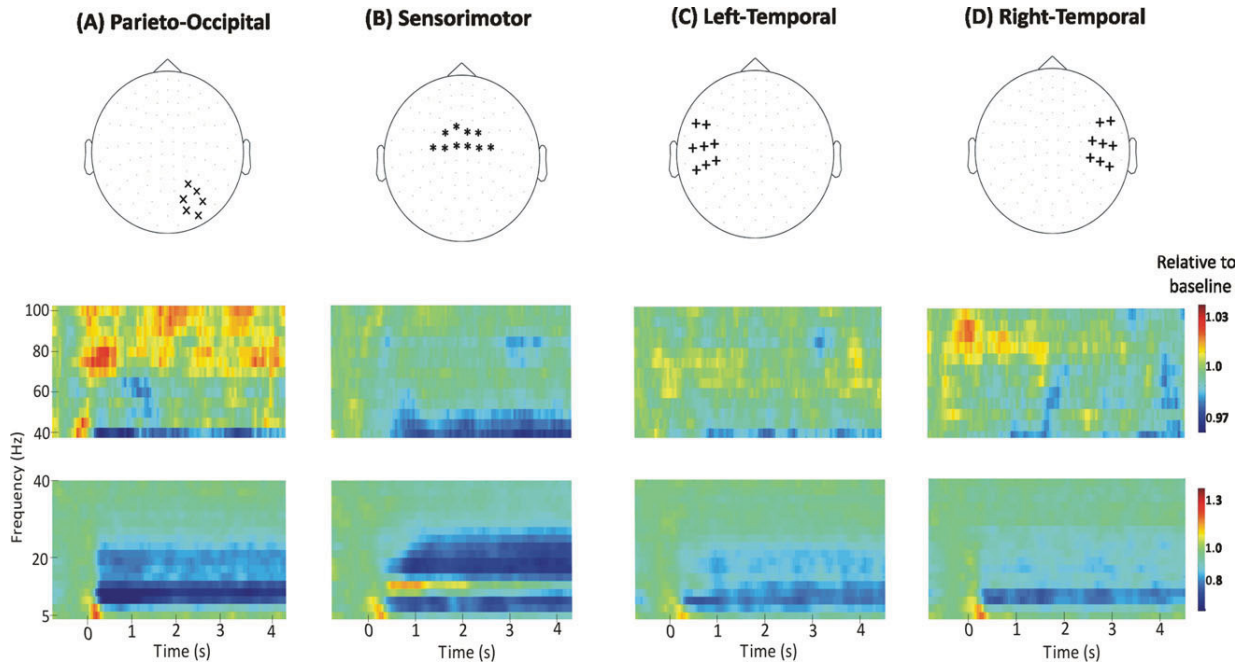 (A) Parieto-Occipital
(B) Sensorimotor
(C) Left-Temporal
(D) Right-Temporal
Relative to
baseline
100
80
60
40
1.03
1.0
0.97
Frequency (Hz)
40
20
5
1.3
1.0
0.8
0 1 2 3 4
0 1 2 3 4
0 1 2 3 4
0 1 2 3 4
Time (s)
Time (s)
Time (s)
Time (s)